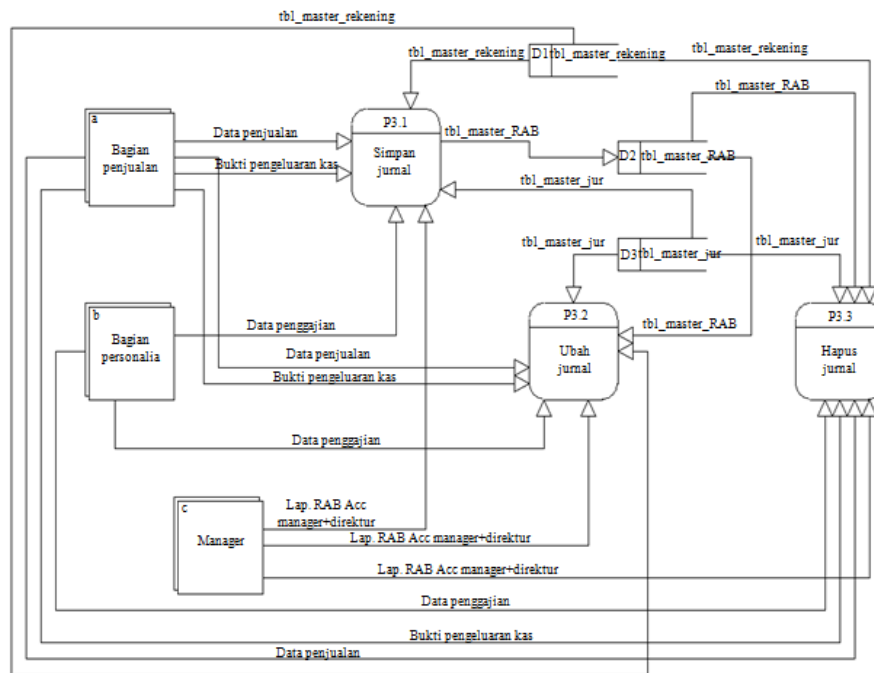 tbl_master_rekening
tbl_master_rekening
D1 tbl_master_rekening
tbl_master_rekening
tbl_master_RAB
a
Bagian
penjualan
Data penjualan
Bukti pengeluran kas
P3.1
Simpan
jurnal
tbl_master_RAB
D2 tbl_master_RAB
tbl_master_jur
tbl_master_jur
D3 tbl_master_jur
tbl_master_jur
b
Bagian
personalia
Data penggajian
Data penjualan
Bukti pengeluran kas
P3.2
Ubah
jurnal
tbl_master_RAB
P3.3
Hapus
jurnal
Data penggajian
c
Manager
Lap. RAB Acc
manager+direktur
Lap. RAB Acc manager+direktur
Lap. RAB Acc manager+direktur
Data penggajian
Bukti pengeluran kas
Data penjualan